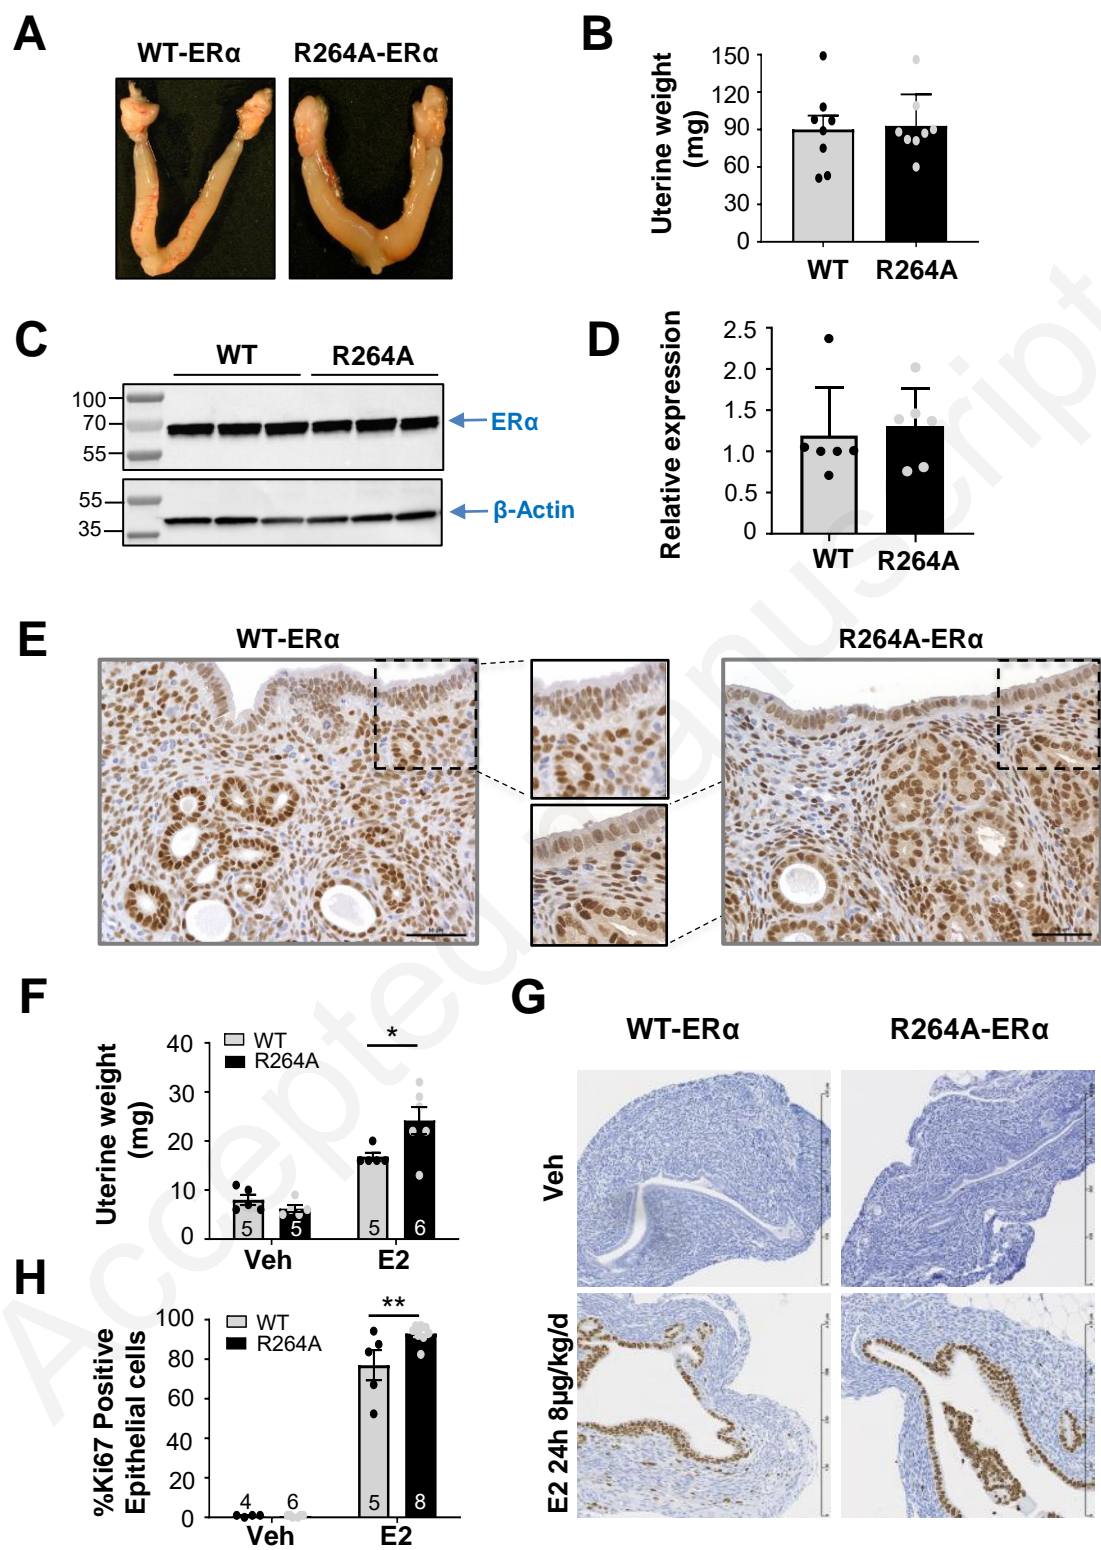 A
WT-ERα
R264A-ERα
B
Uterine weight
(mg)
150
120
90
60
30
0
WT
R264A
C
WT
R264A
100
70
55
ERα
55
35
β-Actin
D
Relative expression
2.5
2.0
1.5
1.0
0.5
0
WT
R264A
E
WT-ERα
R264A-ERα
F
Uterine weight
(mg)
40
30
20
10
0
WT
R264A
*
5
5
5
6
Veh
E2
G
WT-ERα
R264A-ERα
Veh
E2 24h 8µg/kg/d
H
%Ki67 Positive
Epithelial cells
100
80
60
40
20
0
WT
R264A
**
4
6
5
8
Veh
E2
Accepted manuscript